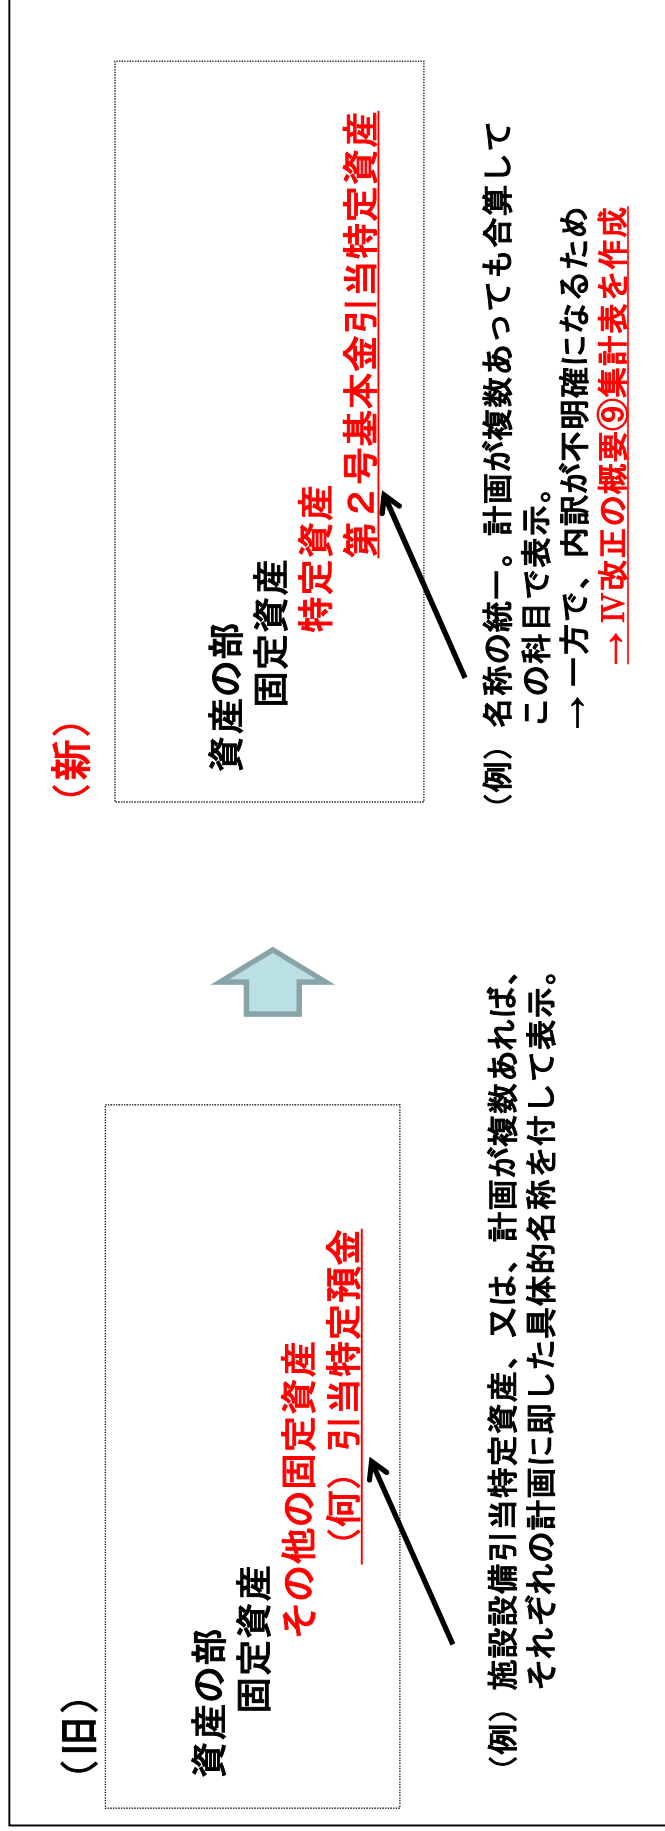 （旧）
資産の部
固定資産
その他の固定資産
（何）引当特定預金
（例）施設設備引当特定資産、又は、計画が複数あれば、
それぞれの計画に即した具体的名称を付して表示。
（新）
資産の部
固定資産
特定資産
第２号基本金引当特定資産
（例）名称の統一。計画が複数あっても合算して
この科目で表示。
→一方で、内訳が不明確になるため
→Ⅳ改正の概要⑨集計表を作成